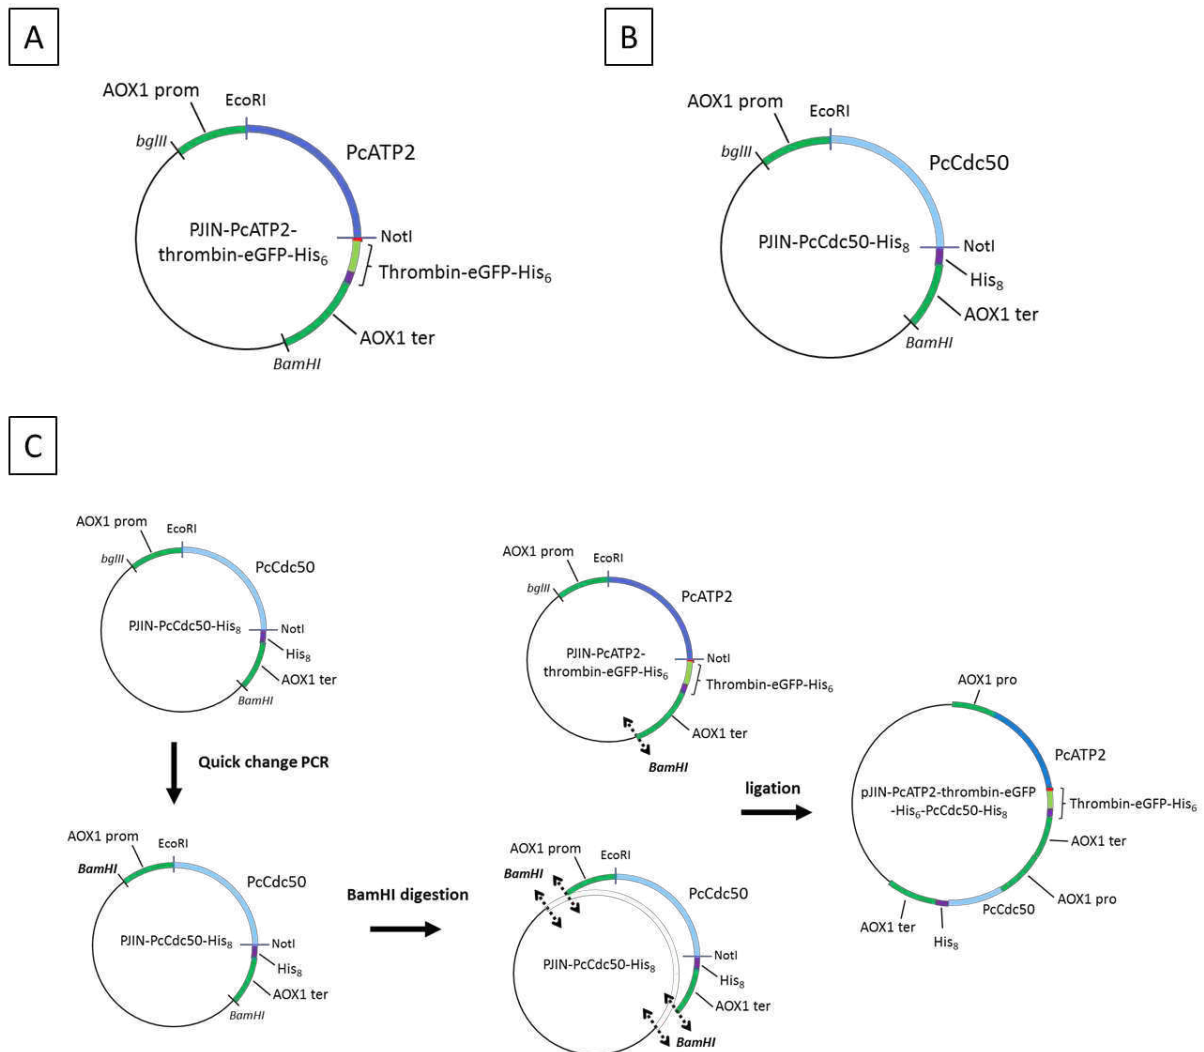 A
AOX1 prom
EcoRI
bglII
PcATP2
PJIN-PcATP2-
thrombin-eGFP-His6
NotI
Thrombin-eGFP-His6
AOX1 ter
BamHI
B
AOX1 prom
EcoRI
bglII
PcCdc50
PJIN-PcCdc50-His8
NotI
His8
AOX1 ter
BamHI
C
AOX1 prom
EcoRI
bglII
PcCdc50
PJIN-PcCdc50-His8
NotI
His8
AOX1 ter
BamHI
Quick change PCR
AOX1 prom
EcoRI
BamHI
PcCdc50
PJIN-PcCdc50-His8
NotI
His8
AOX1 ter
BamHI
BamHI digestion
AOX1 prom
EcoRI
bglII
PcATP2
PJIN-PcATP2-
thrombin-eGFP-His6
NotI
Thrombin-eGFP-His6
AOX1 ter
BamHI
AOX1 prom
EcoRI
BamHI
PcCdc50
PJIN-PcCdc50-His8
NotI
His8
AOX1 ter
BamHI
ligation
AOX1 pro
PcATP2
pJIN-PcATP2-thrombin-eGFP
-His6-PcCdc50-His8
Thrombin-eGFP-His6
AOX1 ter
AOX1 pro
PcCdc50
His8
AOX1 ter